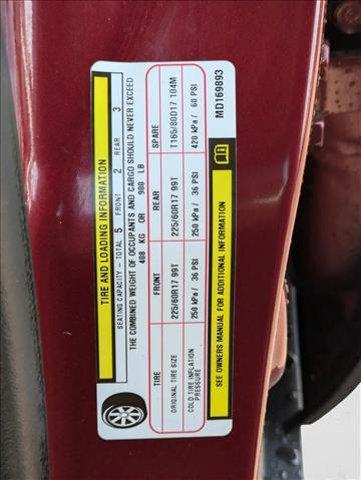 TIRE AND LOADING INFORMATION
SEATING CAPACITY - TOTAL 5 FRONT 2 REAR 3
THE COMBINED WEIGHT OF OCCUPANTS AND CARGO SHOULD NEVER EXCEED
408 KG OR 900 LB
TIRE FRONT REAR SPARE
ORIGINAL TIRE SIZE 225/60R17 99T 225/60R17 99T T165/80D17 104M
COLD TIRE INFLATION PRESSURE 250 kPa / 36 PSI 250 kPa / 36 PSI 420 kPa / 60 PSI
SEE OWNERS MANUAL FOR ADDITIONAL INFORMATION
MD169893